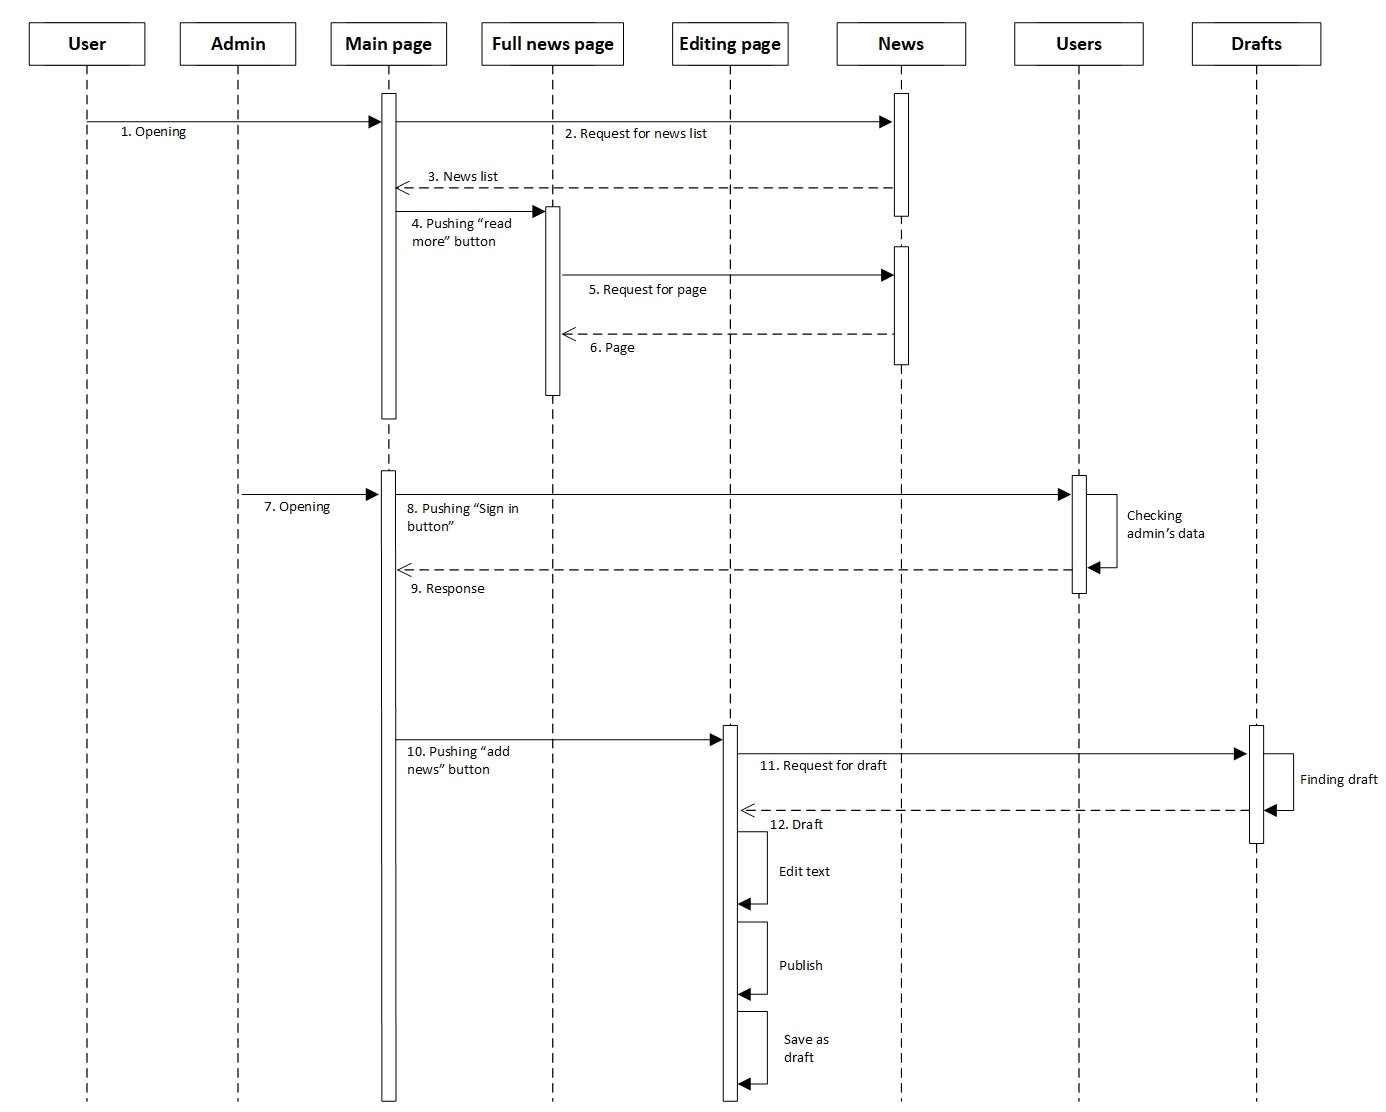 User
Admin
Main page
Full news page
Editing page
News
Users
Drafts
1. Opening
2. Request for news list
3. News list
4. Pushing “read
more” button
5. Request for page
6. Page
7. Opening
8. Pushing “Sign in
button”
Checking
admin’s data
9. Response
10. Pushing “add
news” button
11. Request for draft
Finding draft
12. Draft
Edit text
Publish
Save as
draft